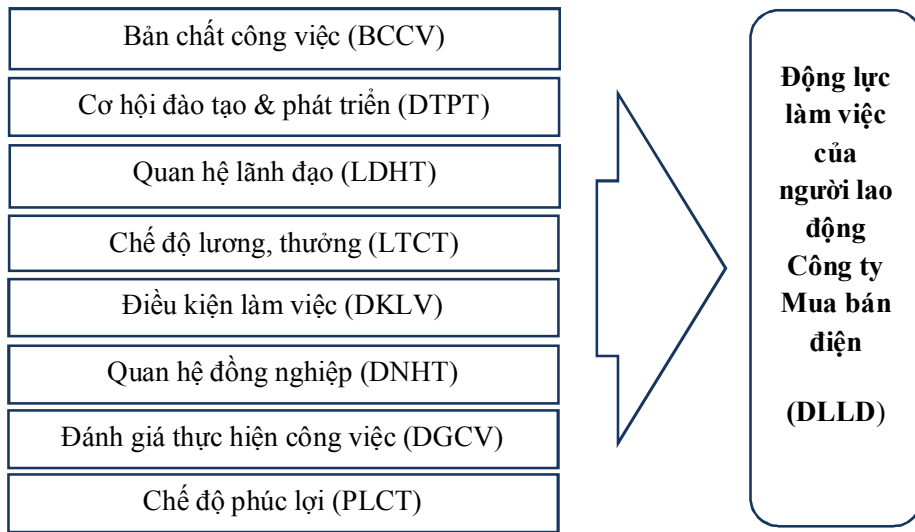 Bản chất công việc (BCCV)
Cơ hội đào tạo & phát triển (DTPT)
Quan hệ lãnh đạo (LDHT)
Chế độ lương, thưởng (LTCT)
Điều kiện làm việc (DKLV)
Quan hệ đồng nghiệp (DNHT)
Đánh giá thực hiện công việc (DGCV)
Chế độ phúc lợi (PLCT)
Động lực
làm việc
của
người lao
động
Công ty
Mua bán
điện
(DLLD)